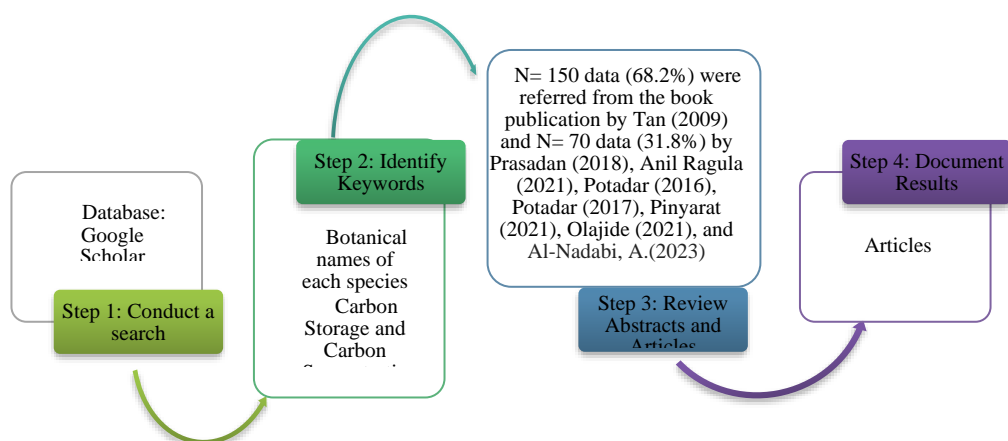 Database:
Google
Scholar
Step 1: Conduct a
search
Step 2: Identify
Keywords
Botanical
names of
each species
Carbon
Storage and
Carbon
N= 150 data (68.2%) were
referred from the book
publication by Tan (2009)
and N= 70 data (31.8%) by
Prasadan (2018), Anil Ragula
(2021), Potadar (2016),
Potadar (2017), Pinyarat
(2021), Olajide (2021), and
Al-Nadabi, A.(2023)
Step 3: Review
Abstracts and
Articles
Step 4: Document
Results
Articles